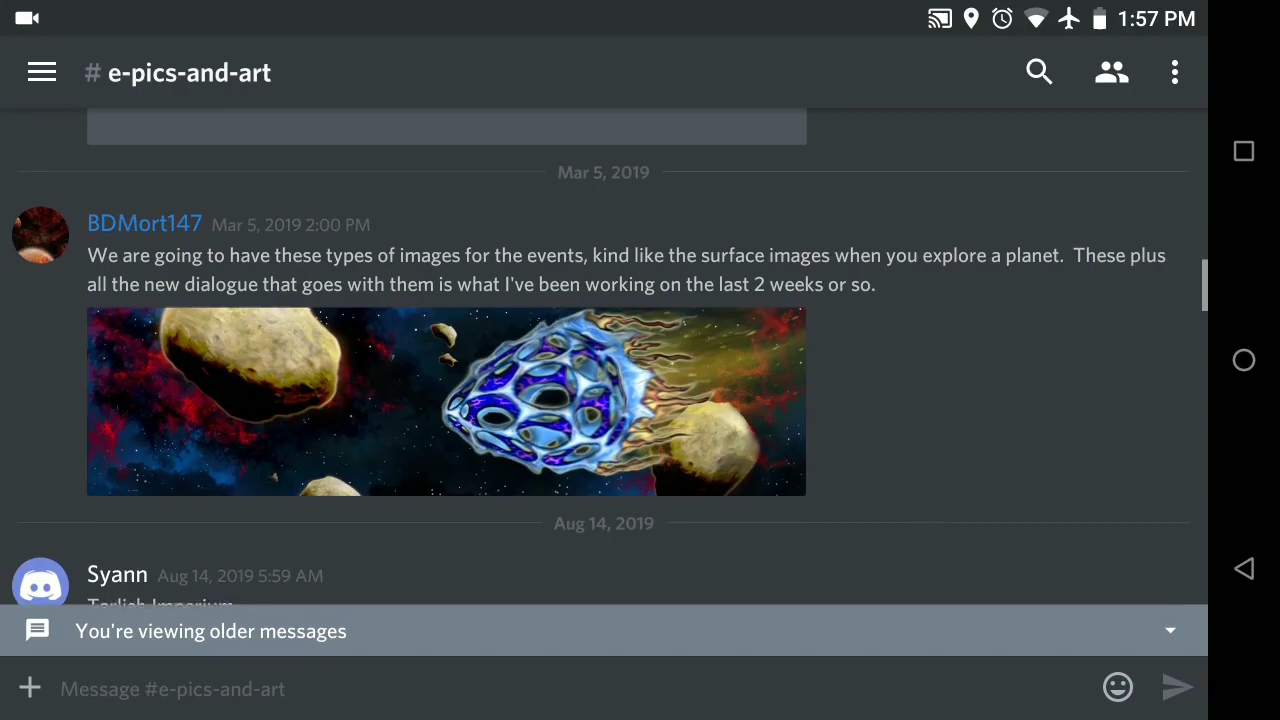 1:57 PM
# e-pics-and-art
Mar 5, 2019
BDMort147 Mar 5, 2019 2:00 PM
We are going to have these types of images for the events, kind like the surface images when you explore a planet.  These plus
all the new dialogue that goes with them is what I've been working on the last 2 weeks or so.
Aug 14, 2019
Syann Aug 14, 2019 5:59 AM
Tarlish Imperium
You're viewing older messages
Message #e-pics-and-art